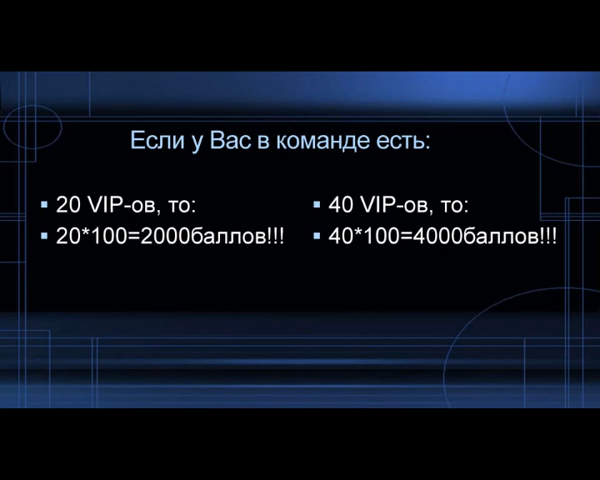 Если у Вас в команде есть:
▪ 20 VIP-ов, то:
▪ 20*100=2000баллов!!!
▪ 40 VIP-ов, то:
▪ 40*100=4000баллов!!!